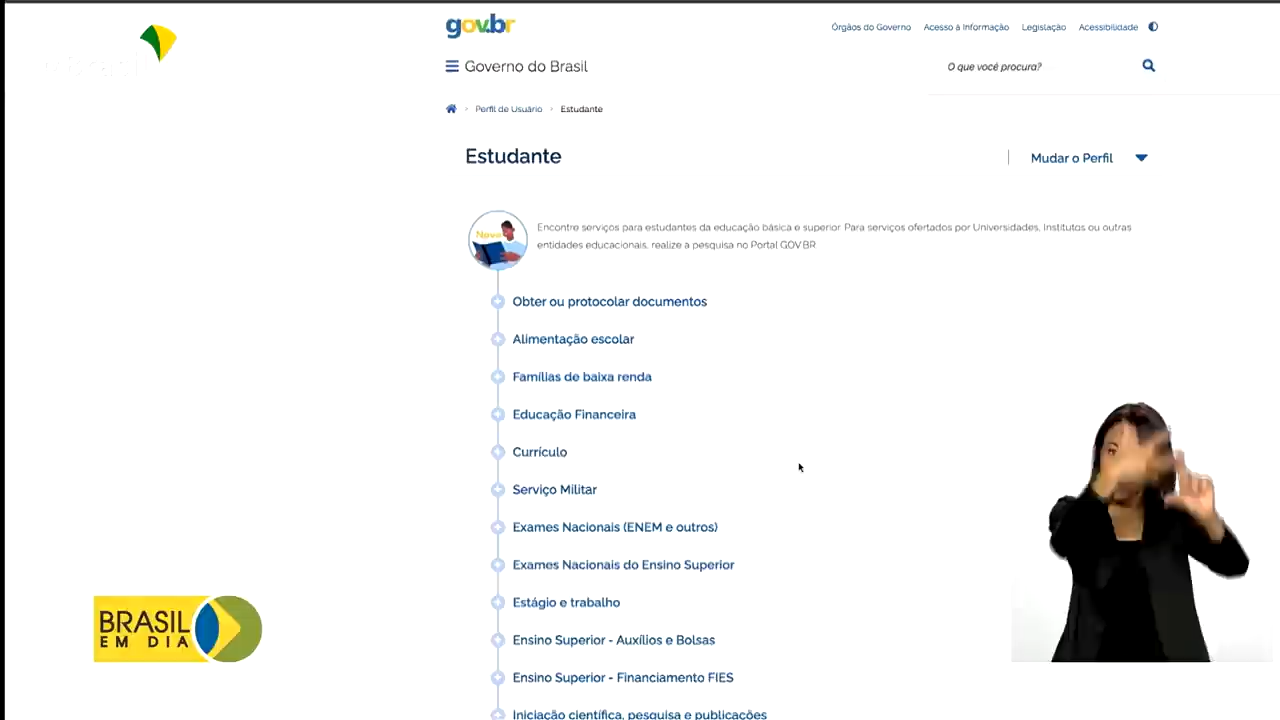 gov.br
Órgãos do Governo Acesso à Informação Legislação Acessibilidade
Governo do Brasil
O que você procura?
Perfil de Usuário > Estudante
Estudante
Mudar o Perfil
Novo
Encontre serviços para estudantes da educação básica e superior Para serviços ofertados por Universidades, Institutos ou outras
entidades educacionais, realize a pesquisa no Portal GOV.BR
Obter ou protocolar documentos
Alimentação escolar
Famílias de baixa renda
Educação Financeira
Currículo
Serviço Militar
Exames Nacionais (ENEM e outros)
Exames Nacionais do Ensino Superior
Estágio e trabalho
Ensino Superior - Auxílios e Bolsas
Ensino Superior - Financiamento FIES
Iniciação científica, pesquisa e publicações
BRASIL
EM DIA